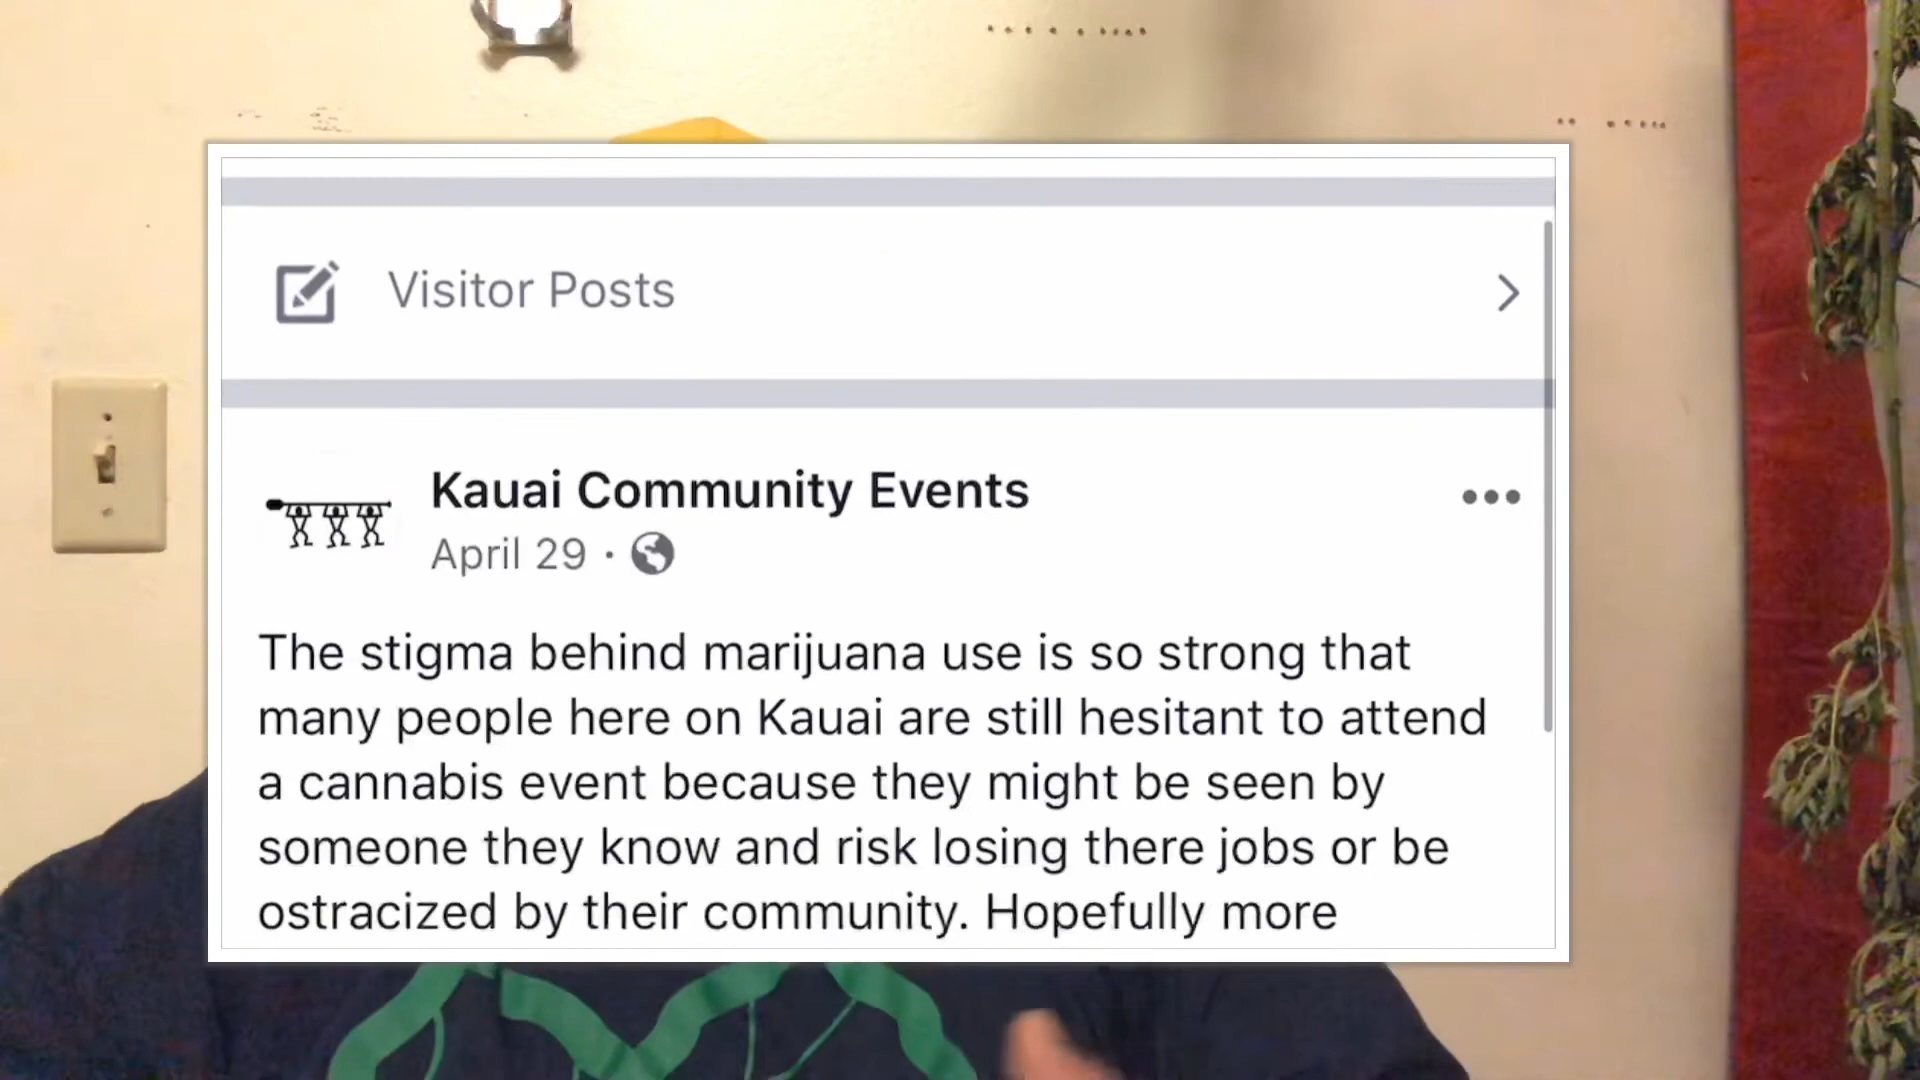 Visitor Posts
Kauai Community Events
April 29 ·
The stigma behind marijuana use is so strong that
many people here on Kauai are still hesitant to attend
a cannabis event because they might be seen by
someone they know and risk losing there jobs or be
ostracized by their community. Hopefully more